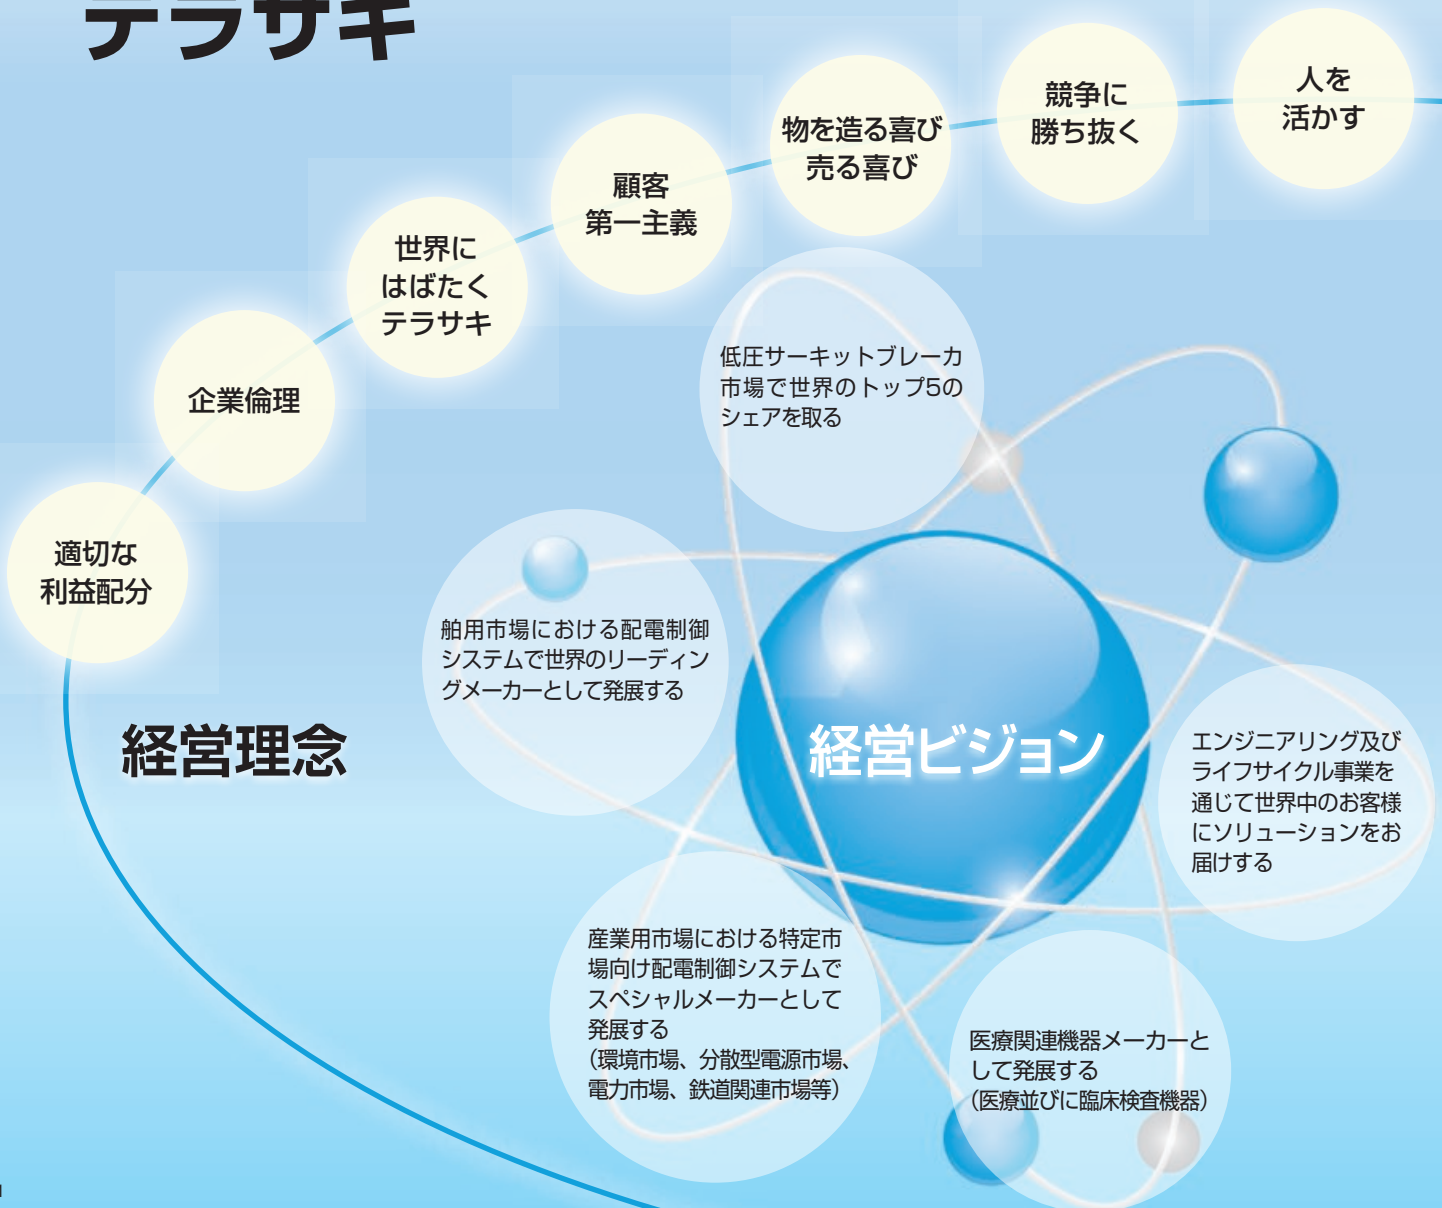 テラサキ
人を
活かす
競争に
勝ち抜く
物を造る喜び
売る喜び
顧客
第一主義
世界に
はばたく
テラサキ
企業倫理
適切な
利益配分
経営理念
低圧サーキットブレーカ
市場で世界のトップ5の
シェアを取る
舶用市場における配電制御
システムで世界のリーディン
グメーカーとして発展する
経営ビジョン
エンジニアリング及び
ライフサイクル事業を
通じて世界中のお客様
にソリューションをお
届けする
産業用市場における特定市
場向け配電制御システムで
スペシャルメーカーとして
発展する
（環境市場、分散型電源市場、
電力市場、鉄道関連市場等）
医療関連機器メーカーと
して発展する
（医療並びに臨床検査機器）